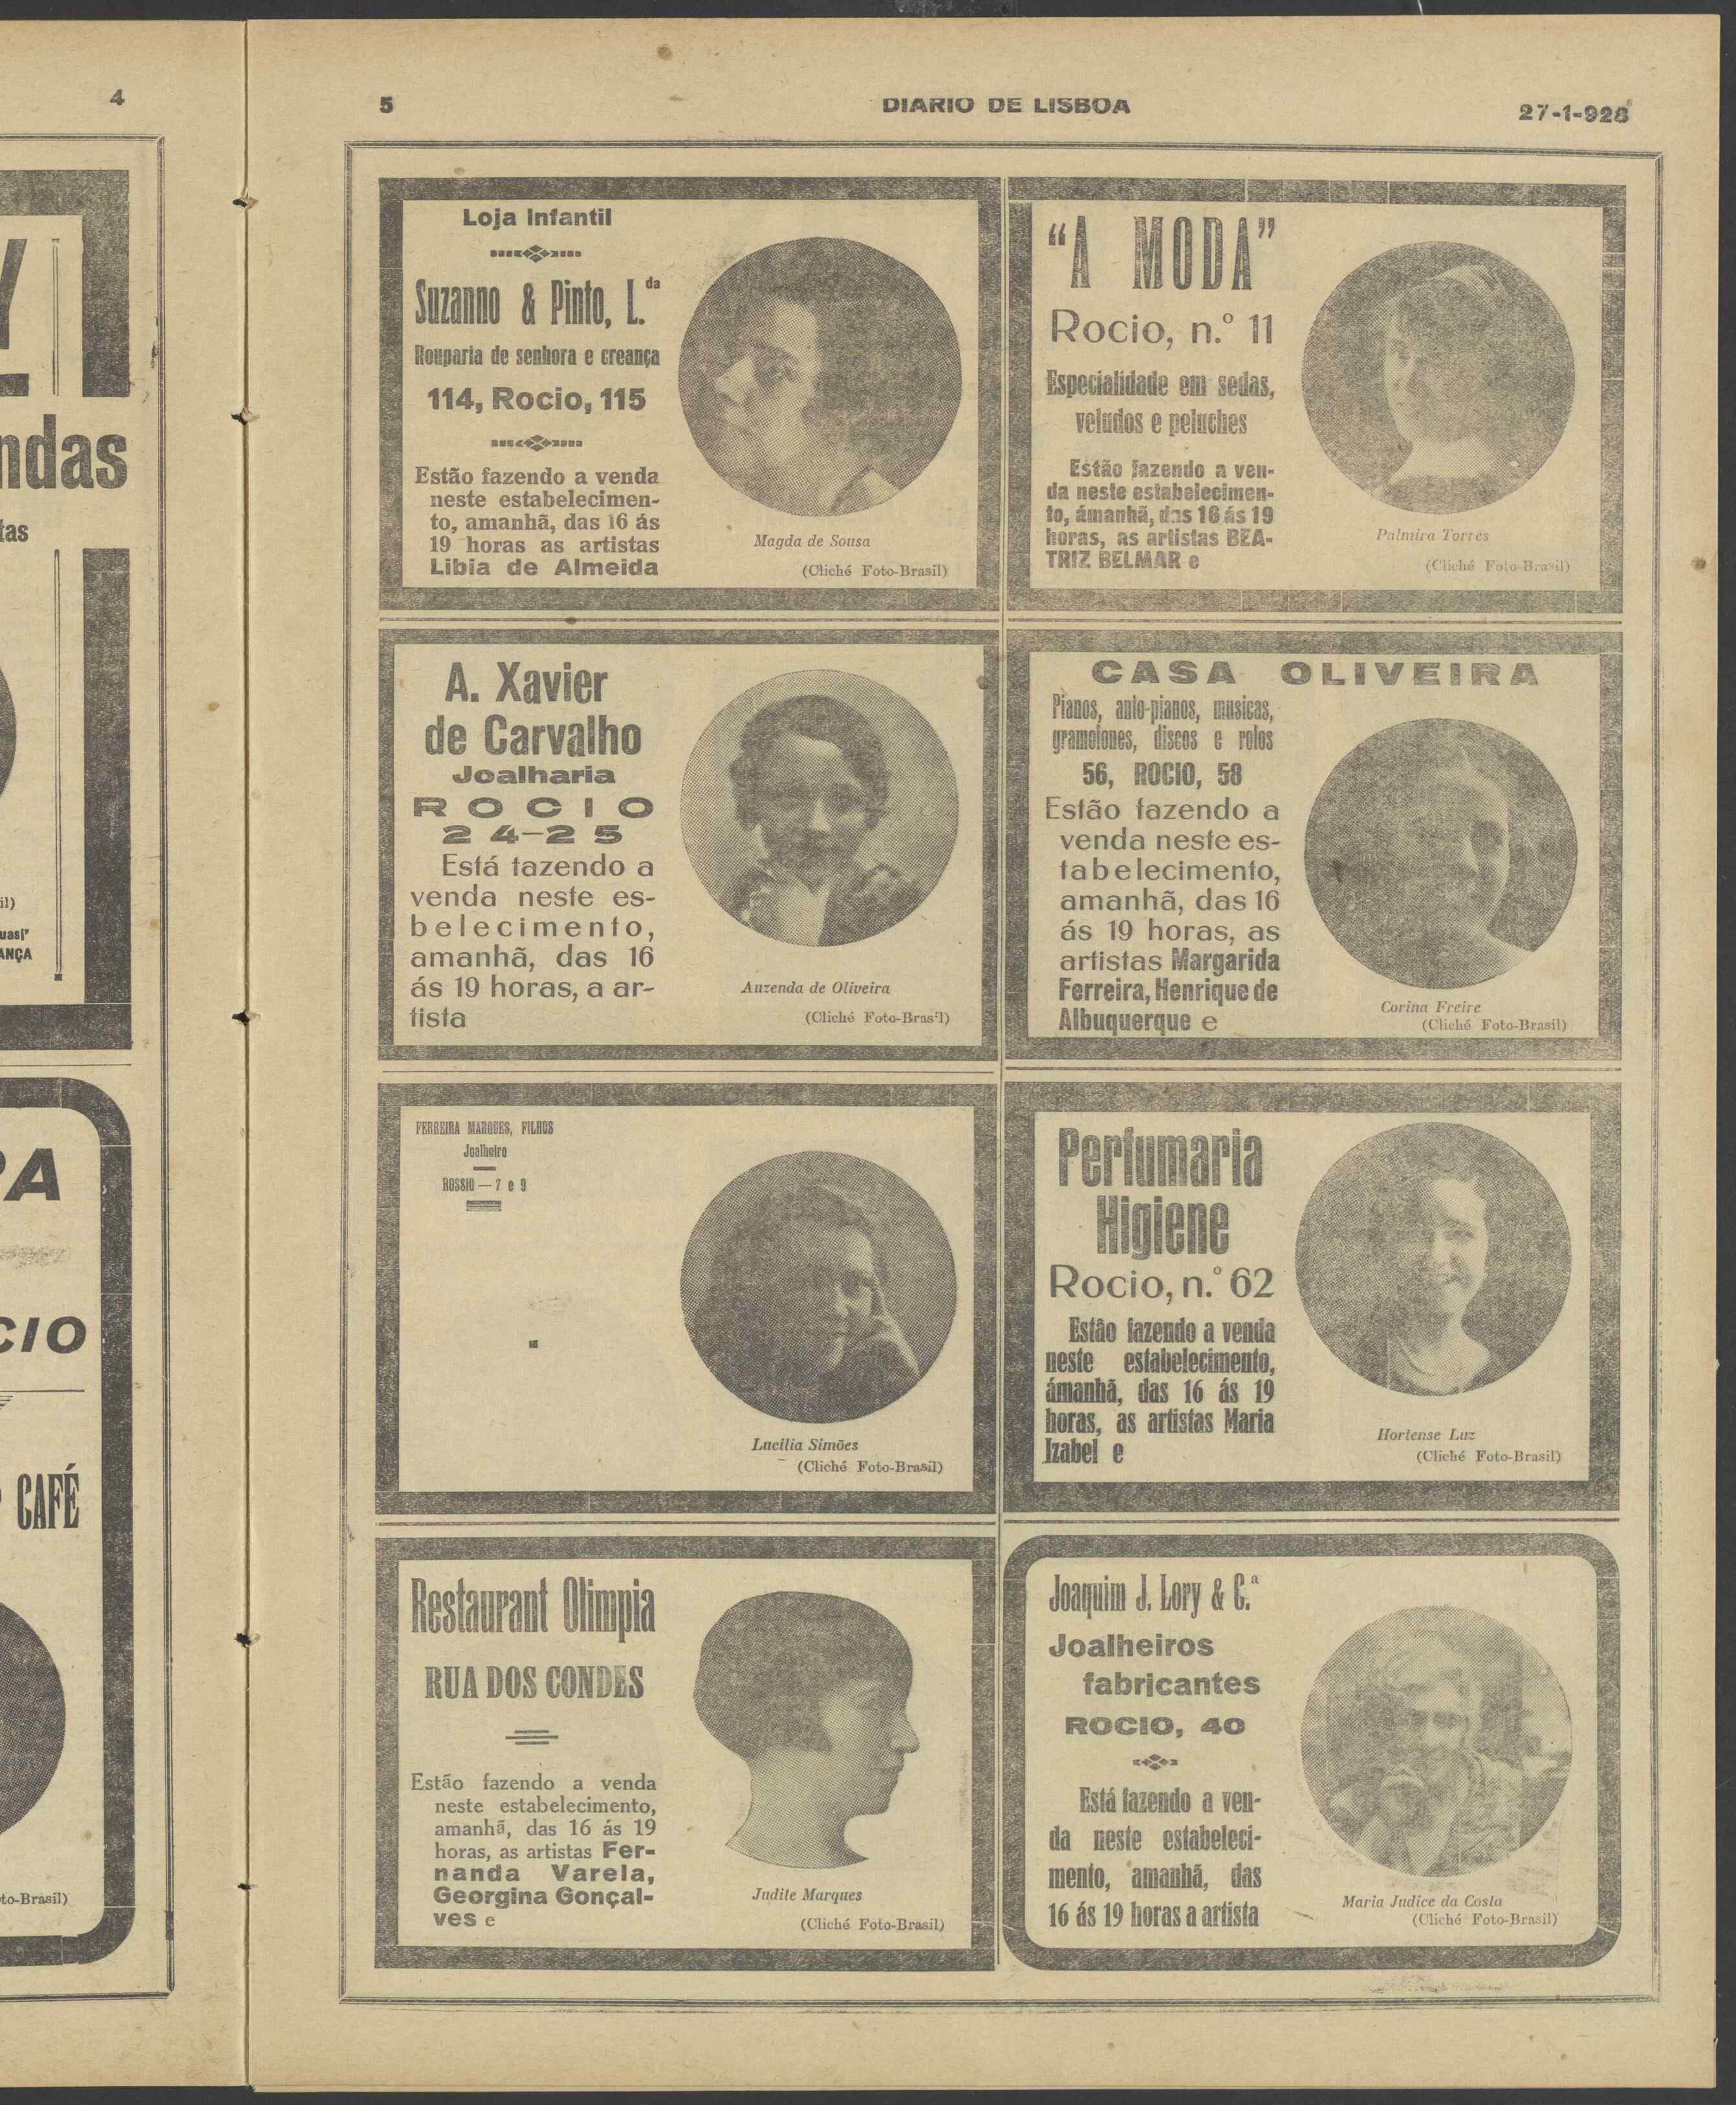 4
ndas
tas
il)
uasi"
ANÇA
RA
CIO
CAFÉ
to-Brasil)
5
DIARIO DE LISBOA
27-1-928
Loja Infantil
Suzanno & Pinto, L.da
Rouparia de senhora e creança
114, Rocio, 115
Estão fazendo a venda
neste estabelecimen-
to, amanhã, das 16 ás
19 horas as artistas
Libia de Almeida
Magda de Sousa
(Cliché Foto-Brasil)
"A MODA"
Rocio, n.º 11
Especialidade em sedas,
veludos e peluches
Estão fazendo a ven-
da neste estabelecimen-
to, ámanhã, das 16 ás 19
horas, as artistas BEA-
TRIZ BELMAR e
Palmira Torres
(Cliché Foto-Brasil)
A. Xavier
de Carvalho
Joalharia
ROCIO
24-25
Está fazendo a
venda neste es-
belecimento,
amanhã, das 16
ás 19 horas, a ar-
tista
Auzenda de Oliveira
(Cliché Foto-Brasil)
CASA OLIVEIRA
Pianos, auto-pianos, musicas,
gramofones, discos e rolos
56, ROCIO, 58
Estão fazendo a
venda neste es-
tabelecimento,
amanhã, das 16
ás 19 horas, as
artistas Margarida
Ferreira, Henrique de
Albuquerque e
Corina Freire
(Cliché Foto-Brasil)
FERREIRA MARQUES, FILHOS
Joalheiro
ROSSIO — 7 e 9
Lucilia Simões
(Cliché Foto-Brasil)
Perfumaria
Higiene
Rocio, n.º 62
Estão fazendo a venda
neste estabelecimento,
ámanhã, das 16 ás 19
horas, as artistas Maria
Izabel e
Hortense Luz
(Cliché Foto-Brasil)
Restaurant Olimpia
RUA DOS CONDES
Estão fazendo a venda
neste estabelecimento,
amanhã, das 16 ás 19
horas, as artistas Fer-
nanda Varela,
Georgina Gonçal-
ves e
Judite Marques
(Cliché Foto-Brasil)
Joaquim J. Lory & C.ª
Joalheiros
fabricantes
ROCIO, 40
Está fazendo a ven-
da neste estabeleci-
mento, amanhã, das
16 ás 19 horas a artista
Maria Judice da Costa
(Cliché Foto-Brasil)